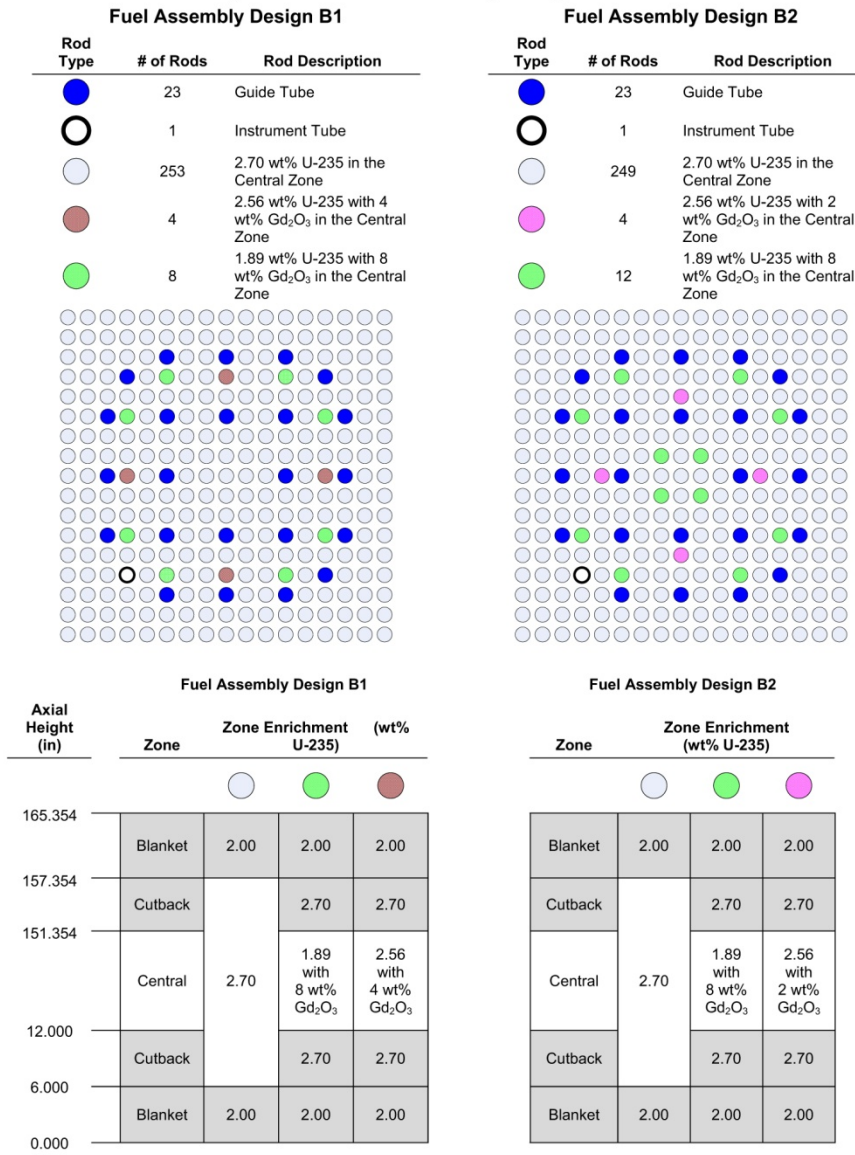 Fuel Assembly Design B1
Rod Type # of Rods Rod Description
23 Guide Tube
1 Instrument Tube
253 2.70 wt% U-235 in the
Central Zone
4 2.56 wt% U-235 with 4
wt% Gd₂O₃ in the Central
Zone
8 1.89 wt% U-235 with 8
wt% Gd₂O₃ in the Central
Zone
Fuel Assembly Design B2
Rod Type # of Rods Rod Description
23 Guide Tube
1 Instrument Tube
249 2.70 wt% U-235 in the
Central Zone
4 2.56 wt% U-235 with 2
wt% Gd₂O₃ in the Central
Zone
12 1.89 wt% U-235 with 8
wt% Gd₂O₃ in the Central
Zone
Fuel Assembly Design B1
Axial
Height
(in)
Zone
Zone Enrichment (wt%
U-235)
165.354
Blanket 2.00 2.00 2.00
157.354
Cutback 2.70 2.70
151.354
Central 2.70
1.89
with
8 wt%
Gd₂O₃
2.56
with
4 wt%
Gd₂O₃
12.000
Cutback 2.70 2.70
6.000
Blanket 2.00 2.00 2.00
0.000
Fuel Assembly Design B2
Zone
Zone Enrichment
(wt% U-235)
Blanket 2.00 2.00 2.00
Cutback 2.70 2.70
Central 2.70
1.89
with
8 wt%
Gd₂O₃
2.56
with
2 wt%
Gd₂O₃
Cutback 2.70 2.70
Blanket 2.00 2.00 2.00